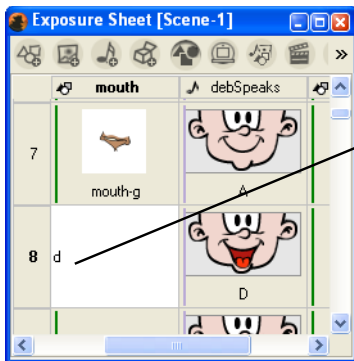 Exposure Sheet [Scene-1]
»
mouth debSpeaks
7
mouth-g A
8 d
D